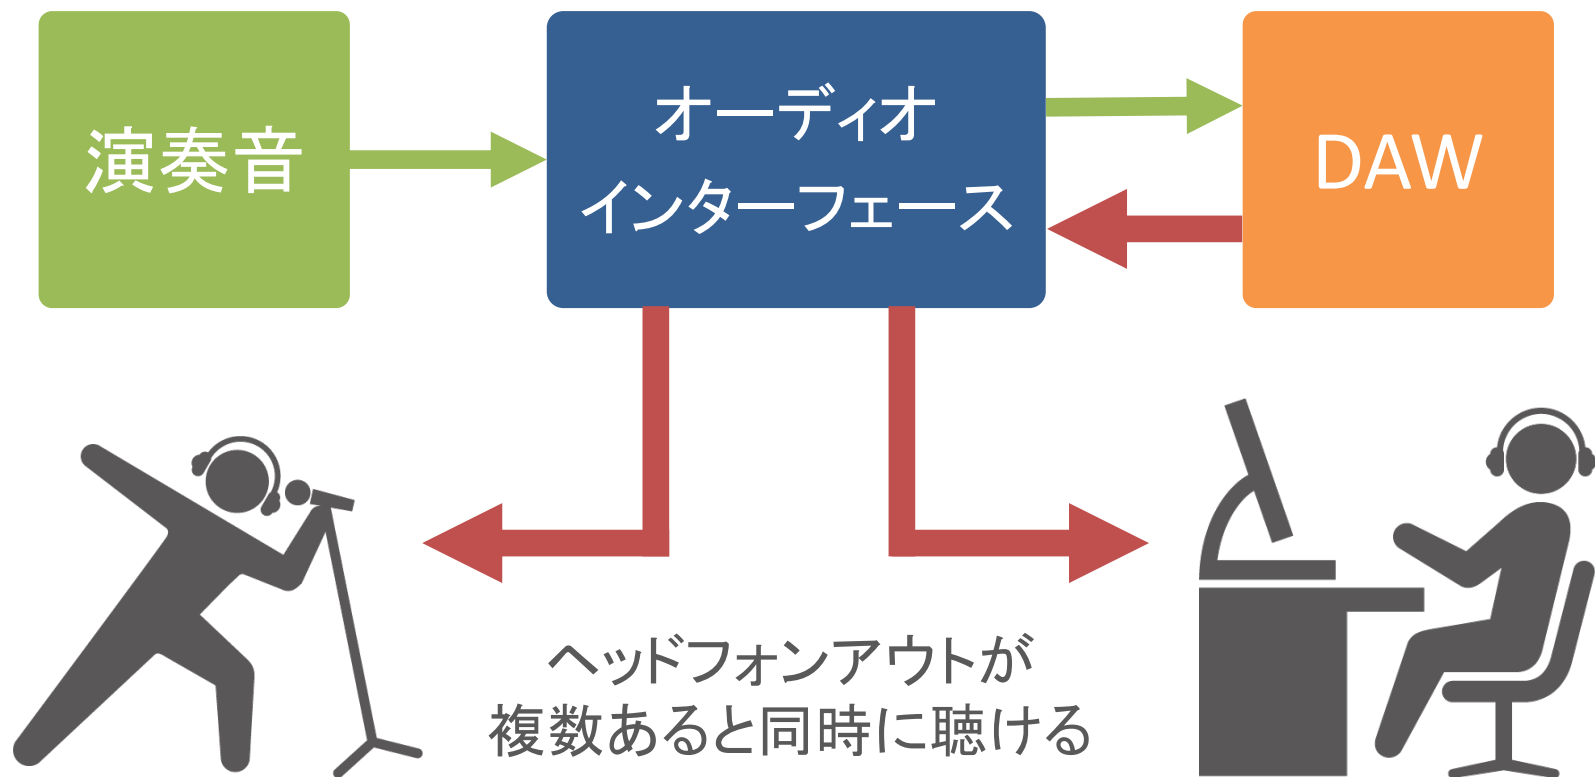 演奏音
オーディオ
インターフェース
DAW
ヘッドフォンアウトが
複数あると同時に聴ける